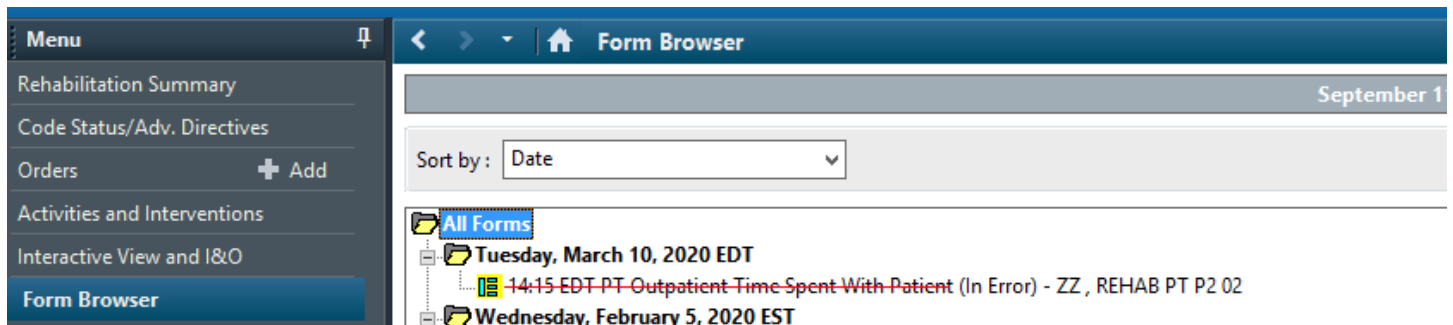 Menu
Form Browser
Rehabilitation Summary
September 1
Code Status/Adv. Directives
Sort by : Date
Orders + Add
Activities and Interventions
All Forms
Interactive View and I&O
Tuesday, March 10, 2020 EDT
Form Browser
14:15 EDT PT Outpatient Time Spent With Patient (In Error) - ZZ , REHAB PT P2 02
Wednesday, February 5, 2020 EST